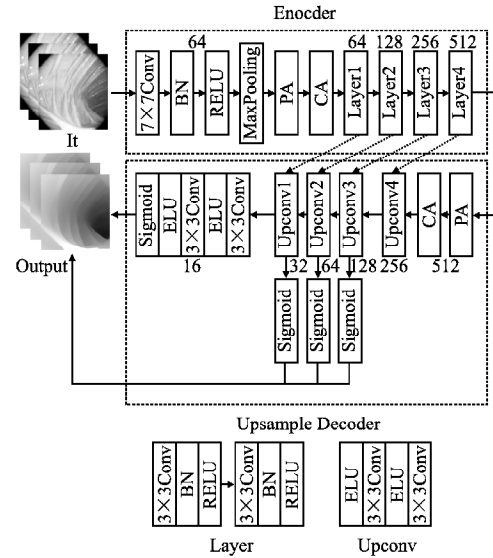 Enocder
64
64 128 256 512
7×7Conv
BN
RELU
MaxPooling
PA
CA
Layer1
Layer2
Layer3
Layer4
It
Sigmoid
ELU
3×3Conv
ELU
3×3Conv
Upconv1
Upconv2
Upconv3
Upconv4
CA
PA
Output
16
32 64 128 256 512
Sigmoid
Sigmoid
Sigmoid
Upsample Decoder
3×3Conv
BN
RELU
3×3Conv
BN
RELU
ELU
3×3Conv
ELU
3×3Conv
Layer
Upconv